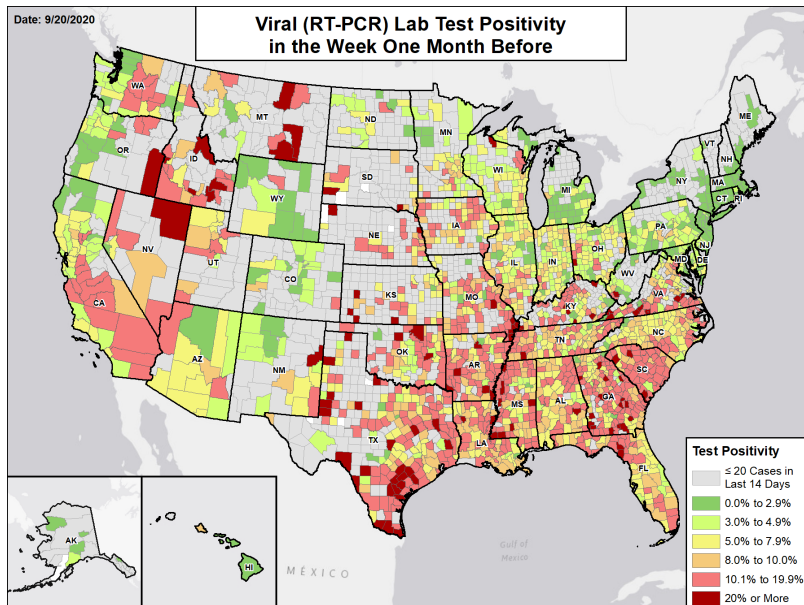 Date: 9/20/2020
Viral (RT-PCR) Lab Test Positivity
in the Week One Month Before
WA
MT
ND
MN
ME
OR
ID
SD
WI
VT
NH
WY
MI
NY
MA
CT
RI
NV
NE
IA
PA
NJ
UT
CO
IL
IN
OH
MD
DE
WV
CA
KS
MO
KY
VA
AZ
NM
OK
AR
TN
NC
SC
TX
LA
MS
AL
GA
FL
AK
HI
MÉXICO
Gulf of
Mexico
Test Positivity
≤ 20 Cases in
Last 14 Days
0.0% to 2.9%
3.0% to 4.9%
5.0% to 7.9%
8.0% to 10.0%
10.1% to 19.9%
20% or More